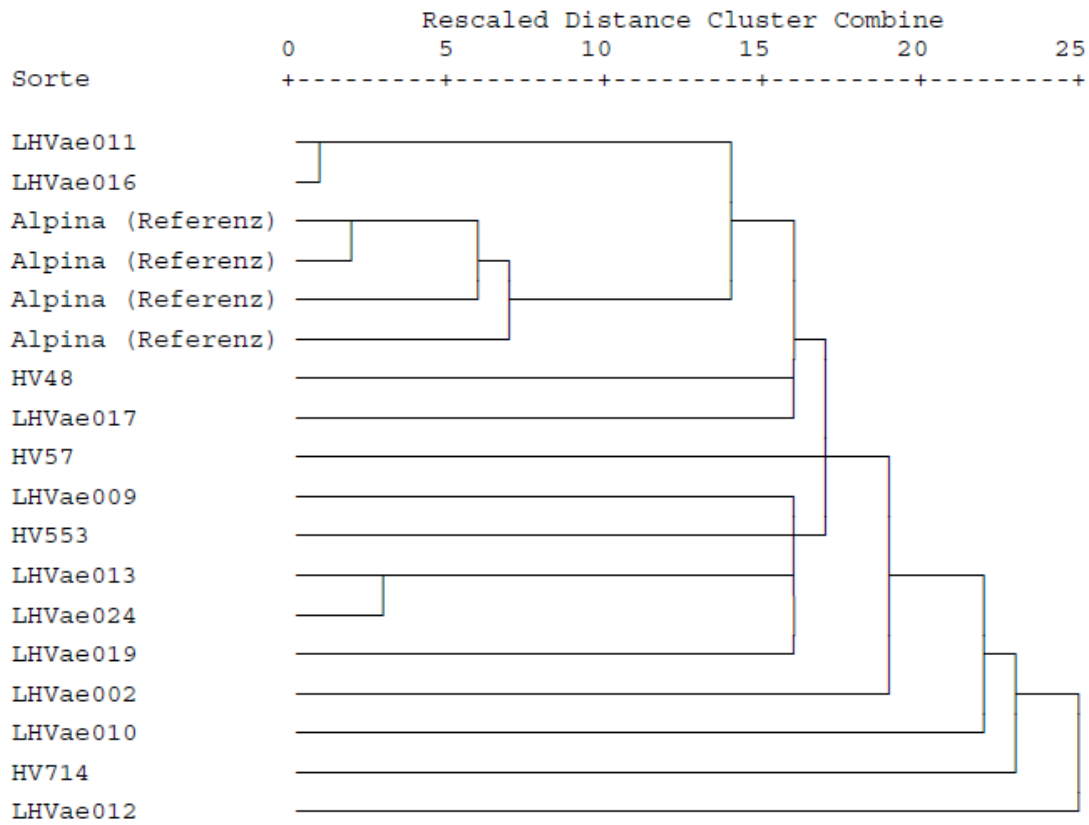 Rescaled Distance Cluster Combine
0 5 10 15 20 25
Sorte +---------+---------+---------+---------+---------+
LHVae011
LHVae016
Alpina (Referenz)
Alpina (Referenz)
Alpina (Referenz)
Alpina (Referenz)
HV48
LHVae017
HV57
LHVae009
HV553
LHVae013
LHVae024
LHVae019
LHVae002
LHVae010
HV714
LHVae012